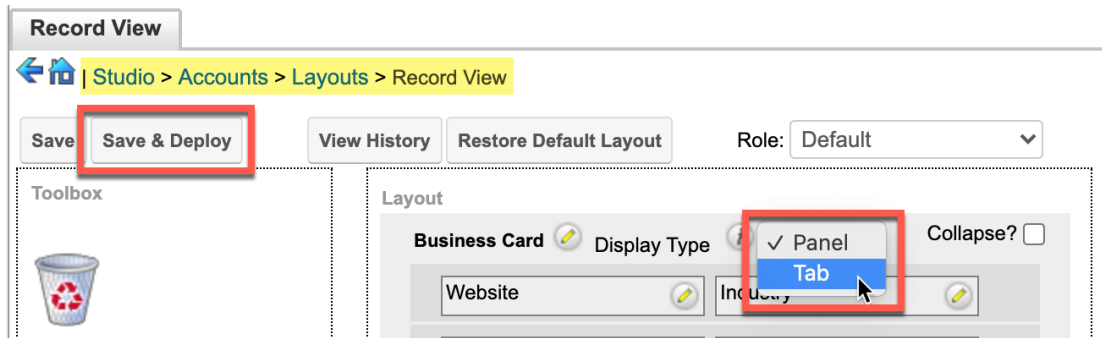 Record View
| Studio > Accounts > Layouts > Record View
Save Save & Deploy View History Restore Default Layout Role: Default
Toolbox
Layout
Business Card Display Type i ✓ Panel Collapse?
Tab
Website Industry